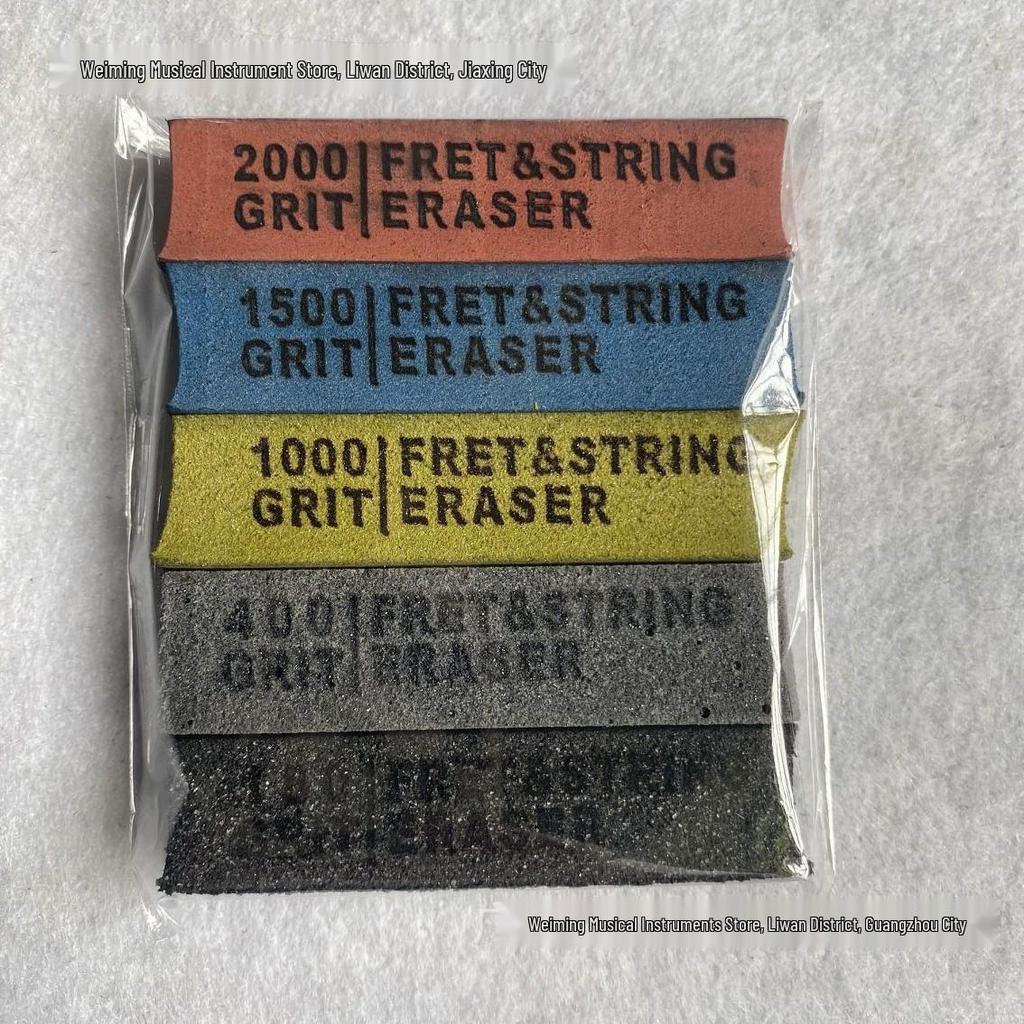 Weiming Musical Instrument Store, Liwan District, Jiaxing City
2000 FRET&STRING
GRIT ERASER
1500 FRET&STRING
GRIT ERASER
1000 FRET&STRING
GRIT ERASER
400 FRET&STRING
GRIT ERASER
ERASER
Weiming Musical Instruments Store, Liwan District, Guangzhou City